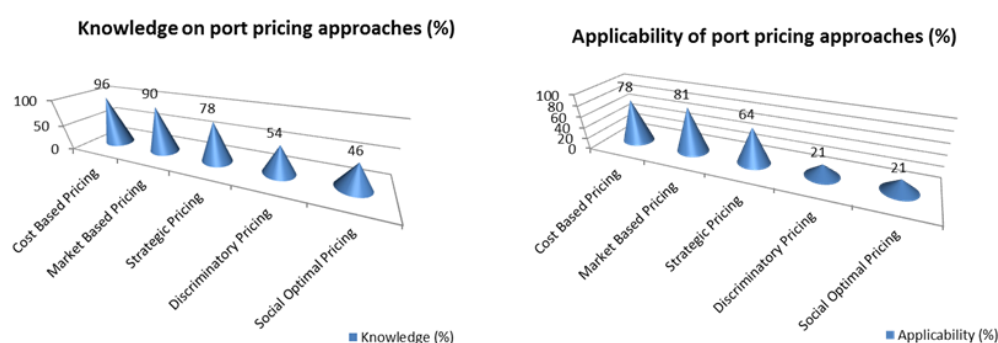 Knowledge on port pricing approaches (%)
96
90
78
54
46
100
50
0
Cost Based Pricing
Market Based Pricing
Strategic Pricing
Discriminatory Pricing
Social Optimal Pricing
Knowledge (%)
Applicability of port pricing approaches (%)
78
81
64
21
21
100
80
60
40
20
0
Cost Based Pricing
Market Based Pricing
Strategic Pricing
Discriminatory Pricing
Social Optimal Pricing
Applicability (%)